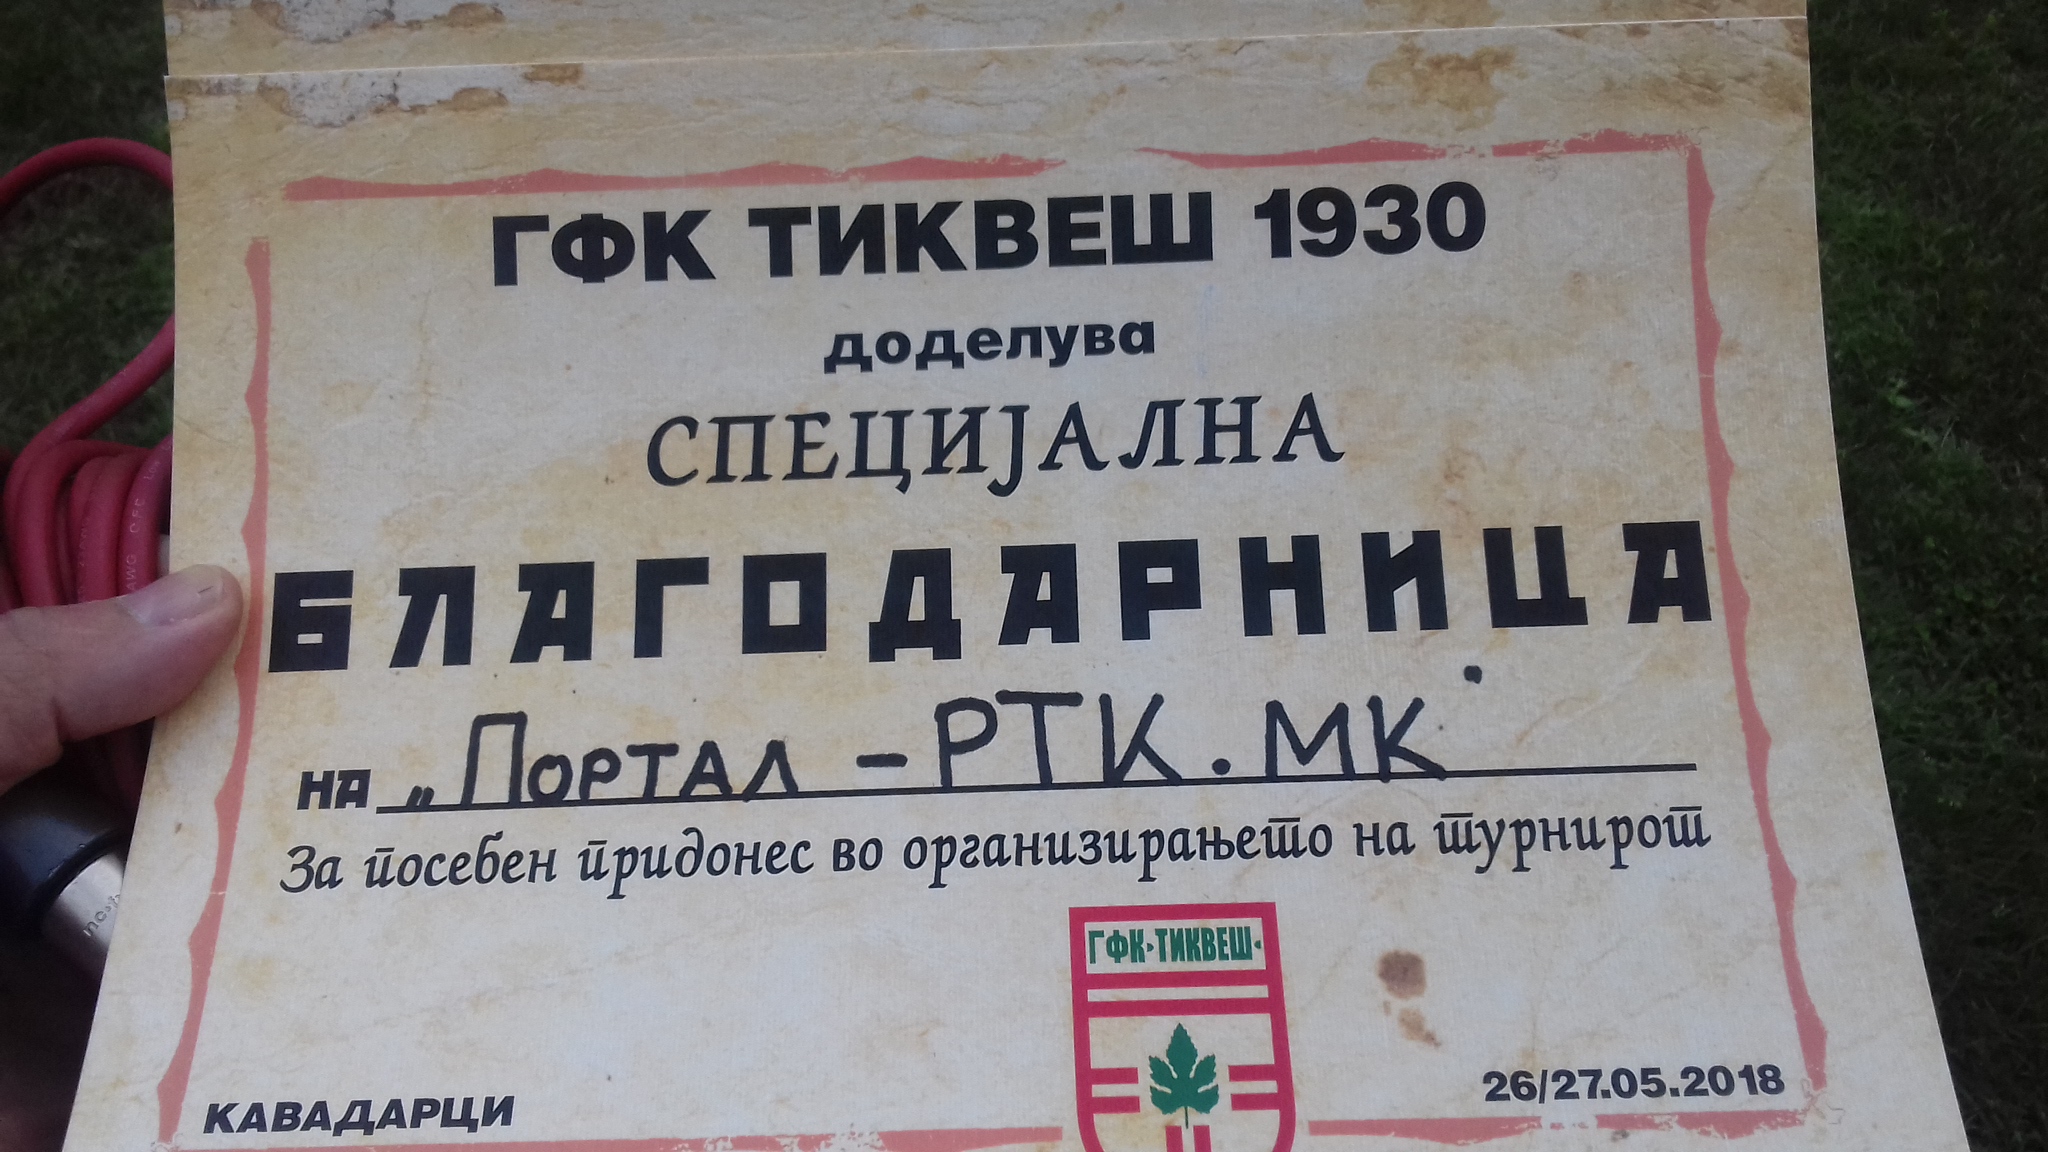 ГФК ТИКВЕШ 1930
доделува
СПЕЦИЈАЛНА
БЛАГОДАРНИЦА
на „Портал - РТК.МК
За посебен придонес во организирањето на турнирот
ГФК›ТИКВЕШ‹
КАВАДАРЦИ
26/27.05.2018